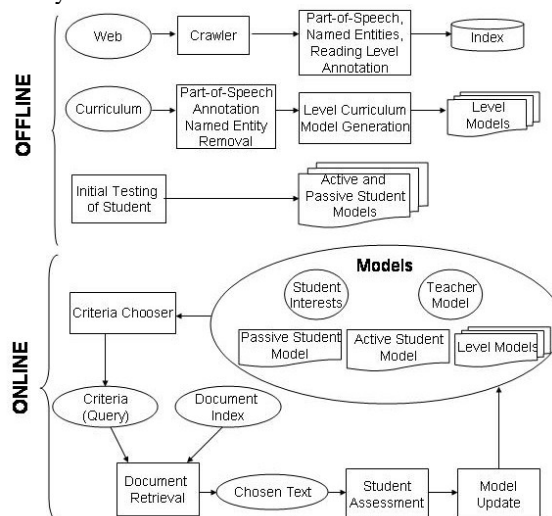 OFFLINE
Web
Crawler
Part-of-Speech,
Named Entities,
Reading Level
Annotation
Index
Curriculum
Part-of-Speech
Annotation
Named Entity
Removal
Level Curriculum
Model Generation
Level
Models
Initial Testing
of Student
Active and
Passive Student
Models
ONLINE
Models
Student
Interests
Teacher
Model
Passive Student
Model
Active Student
Model
Level Models
Criteria Chooser
Criteria
(Query)
Document
Index
Document
Retrieval
Chosen Text
Student
Assessment
Model
Update